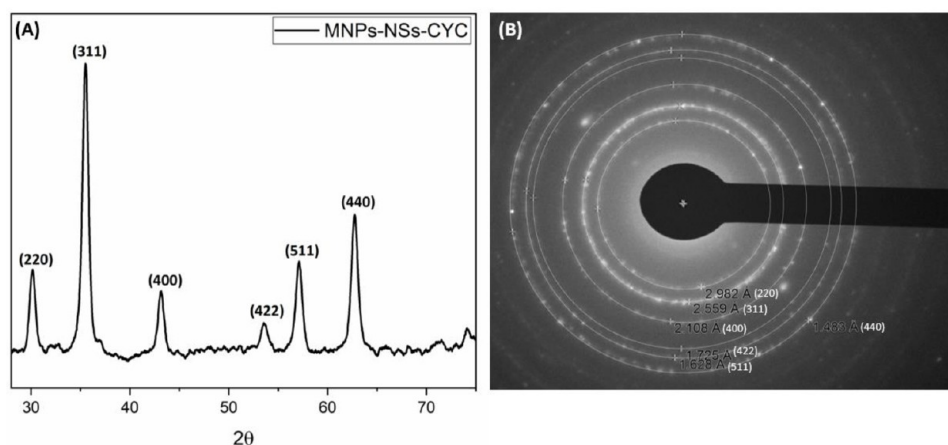 (A)
MNPs-NSs-CYC
(311)
(440)
(220)
(511)
(400)
(422)
30 40 50 60 70
2θ
(B)
2.982 A (220)
2.559 A (311)
2.108 A (400)
1.483 A (440)
1.725 A (422)
1.628 A (511)